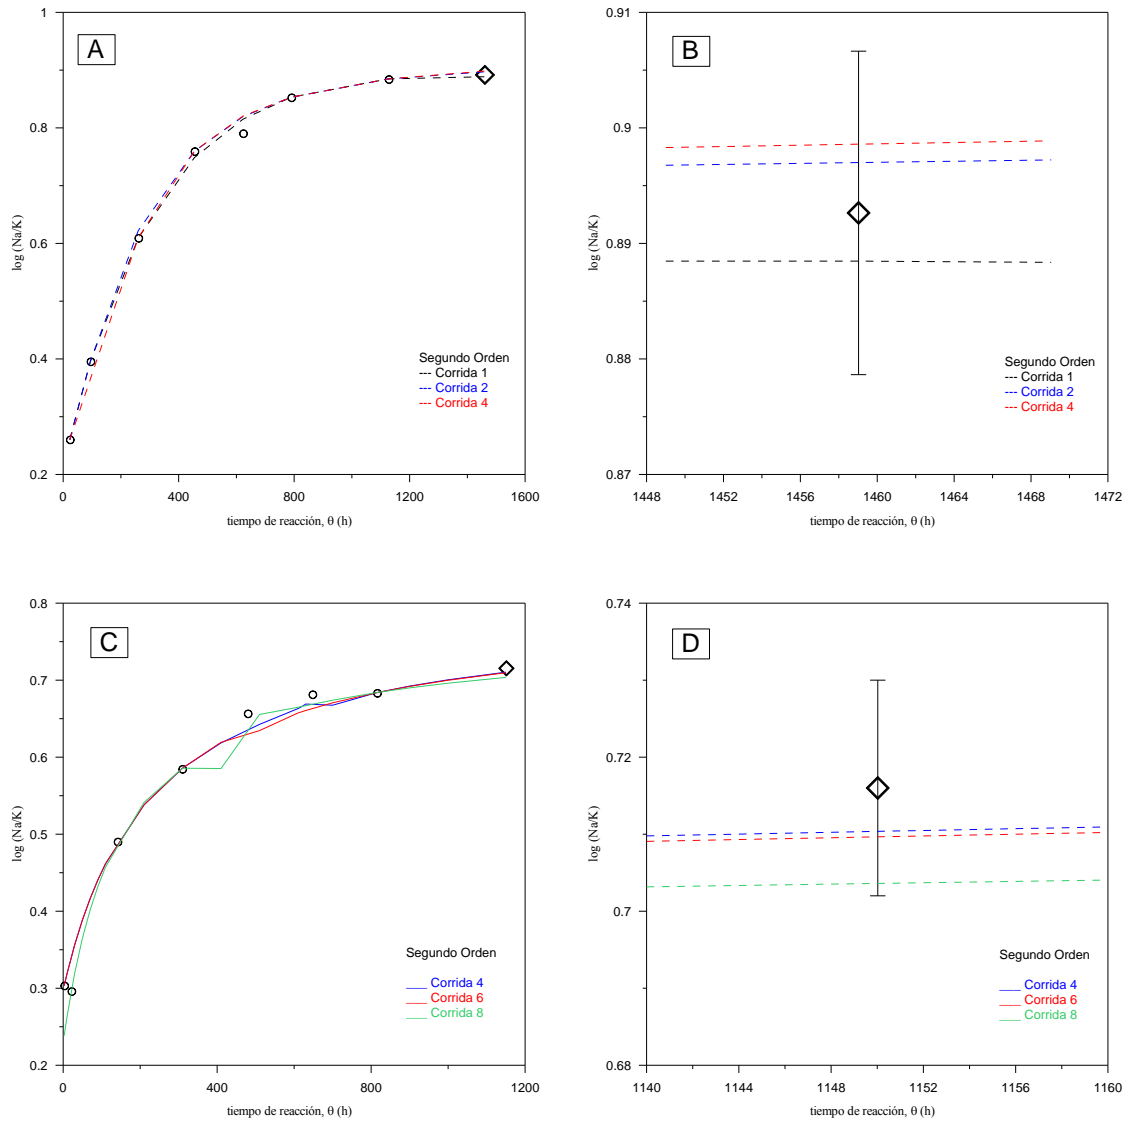 A
1
0.8
0.6
0.4
0.2
log (Na/K)
0 400 800 1200 1600
tiempo de reacción, θ (h)
Segundo Orden
--- Corrida 1
--- Corrida 2
--- Corrida 4
B
0.91
0.9
0.89
0.88
0.87
log (Na/K)
1448 1452 1456 1460 1464 1468 1472
tiempo de reacción, θ (h)
Segundo Orden
--- Corrida 1
--- Corrida 2
--- Corrida 4
C
0.8
0.7
0.6
0.5
0.4
0.3
0.2
log (Na/K)
0 400 800 1200
tiempo de reacción, θ (h)
Segundo Orden
___ Corrida 4
___ Corrida 6
___ Corrida 8
D
0.74
0.72
0.7
0.68
log (Na/K)
1140 1144 1148 1152 1156 1160
tiempo de reacción, θ (h)
Segundo Orden
___ Corrida 4
___ Corrida 6
___ Corrida 8